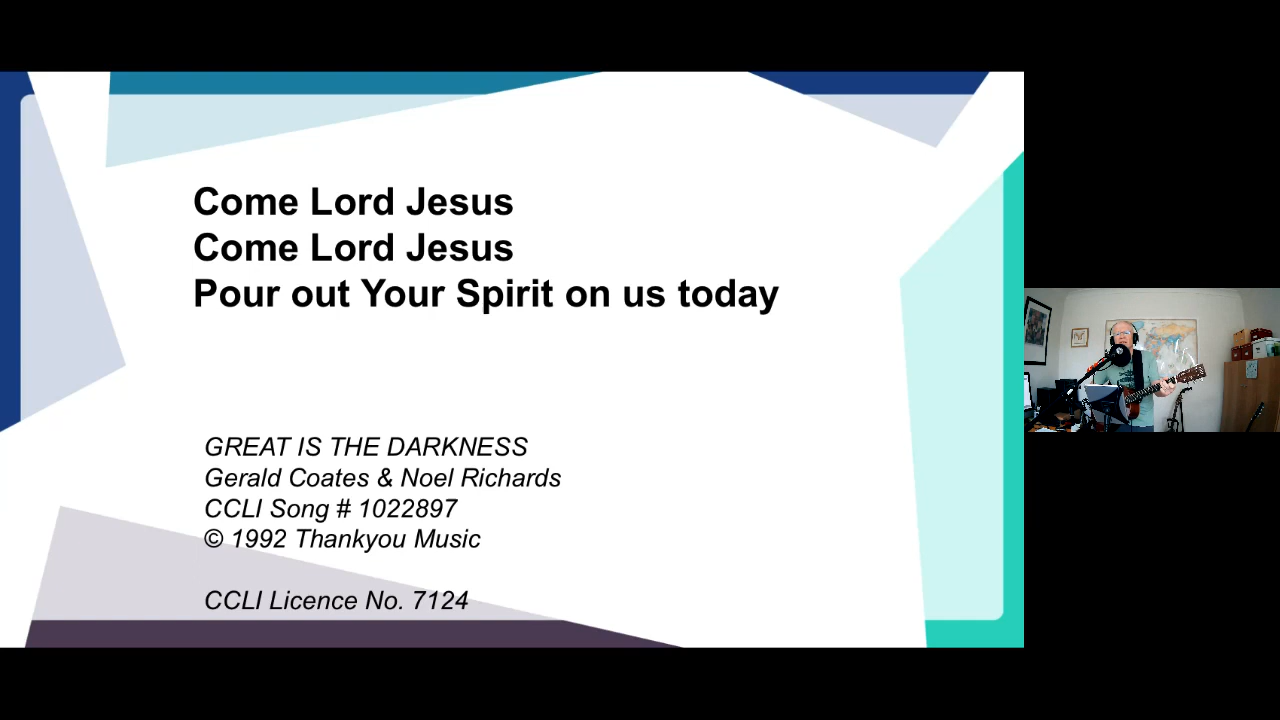 Come Lord Jesus
Come Lord Jesus
Pour out Your Spirit on us today
GREAT IS THE DARKNESS
Gerald Coates & Noel Richards
CCLI Song # 1022897
© 1992 Thankyou Music
CCLI Licence No. 7124